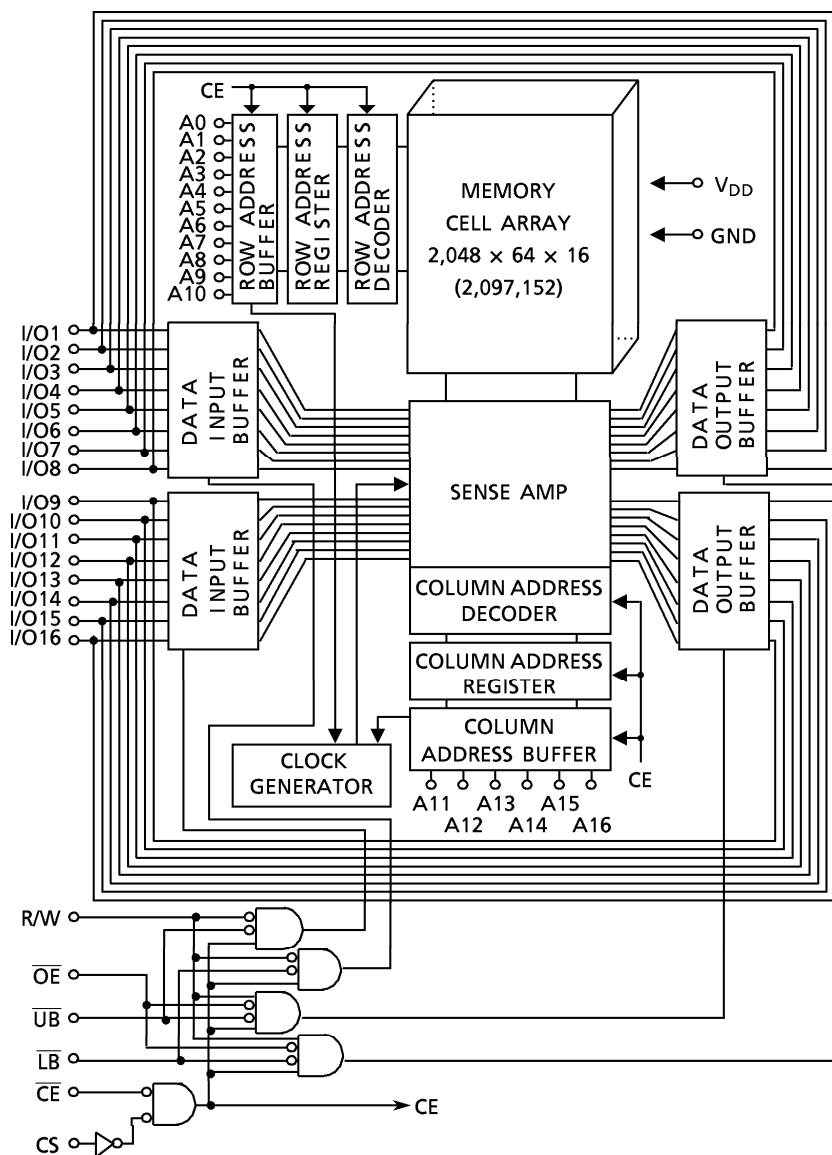 CE
A0
A1
A2
A3
A4
A5
A6
A7
A8
A9
A10
ROW ADDRESS
BUFFER
ROW ADDRESS
REGISTER
ROW ADDRESS
DECODER
MEMORY
CELL ARRAY
2,048 × 64 × 16
(2,097,152)
VDD
GND
I/O1
I/O2
I/O3
I/O4
I/O5
I/O6
I/O7
I/O8
DATA
INPUT
BUFFER
DATA
OUTPUT
BUFFER
SENSE AMP
I/O9
I/O10
I/O11
I/O12
I/O13
I/O14
I/O15
I/O16
DATA
INPUT
BUFFER
DATA
OUTPUT
BUFFER
COLUMN ADDRESS
DECODER
COLUMN ADDRESS
REGISTER
COLUMN
ADDRESS BUFFER
CLOCK
GENERATOR
CE
A11
A12
A13
A14
A15
A16
R/W
O̅E̅
U̅B̅
L̅B̅
C̅E̅
CE
CS